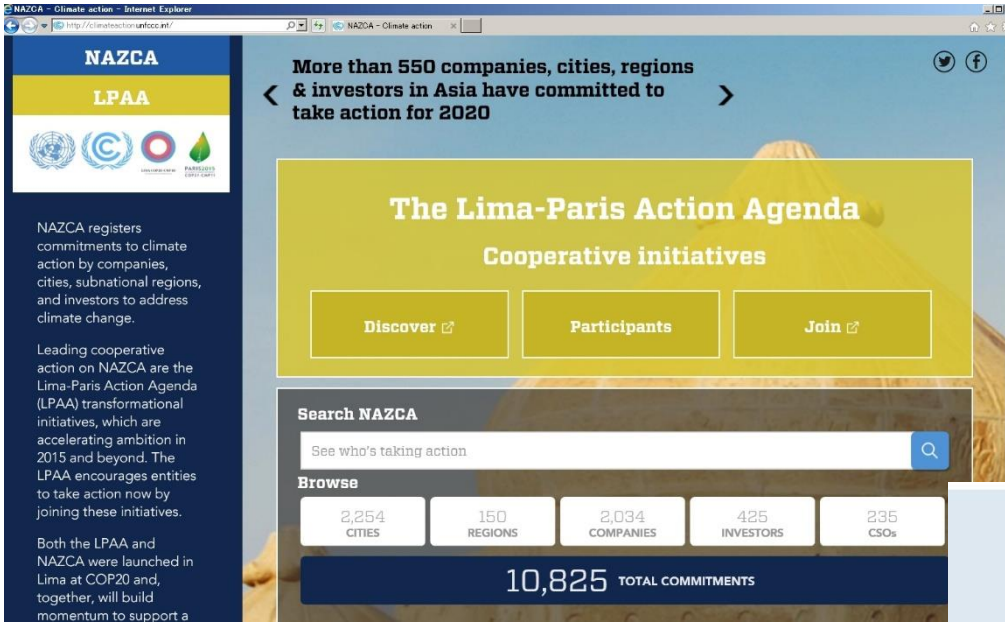 NAZCA - Climate action - Internet Explorer
http://climateaction.unfccc.int/
NAZCA - Climate action
NAZCA
LPAA
PARIS2015
COP21·CMP11
NAZCA registers
commitments to climate
action by companies,
cities, subnational regions,
and investors to address
climate change.
Leading cooperative
action on NAZCA are the
Lima-Paris Action Agenda
(LPAA) transformational
initiatives, which are
accelerating ambition in
2015 and beyond. The
LPAA encourages entities
to take action now by
joining these initiatives.
Both the LPAA and
NAZCA were launched in
Lima at COP20 and,
together, will build
momentum to support a
More than 550 companies, cities, regions
& investors in Asia have committed to
take action for 2020
The Lima-Paris Action Agenda
Cooperative initiatives
Discover
Participants
Join
Search NAZCA
See who's taking action
Browse
2,254
CITIES
150
REGIONS
2,034
COMPANIES
425
INVESTORS
235
CSOs
10,825 TOTAL COMMITMENTS